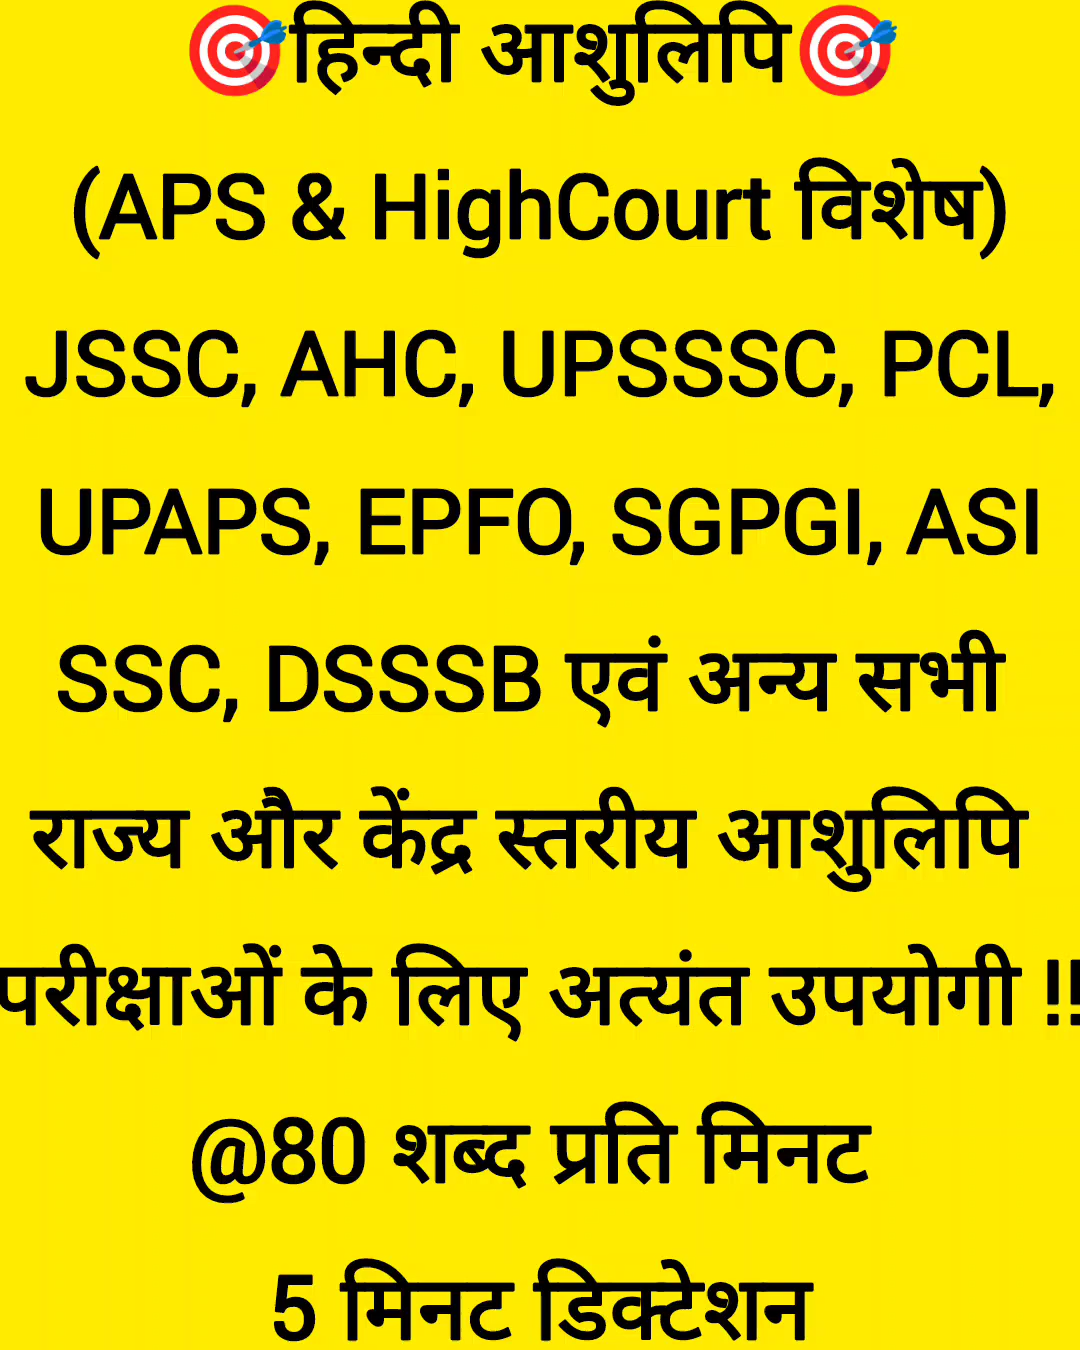 🎯हिन्दी आशुलिपि🎯
(APS & HighCourt विशेष)
JSSC, AHC, UPSSSC, PCL,
UPAPS, EPFO, SGPGI, ASI
SSC, DSSSB एवं अन्य सभी
राज्य और केंद्र स्तरीय आशुलिपि
परीक्षाओं के लिए अत्यंत उपयोगी !!
@80 शब्द प्रति मिनट
5 मिनट डिक्टेशन